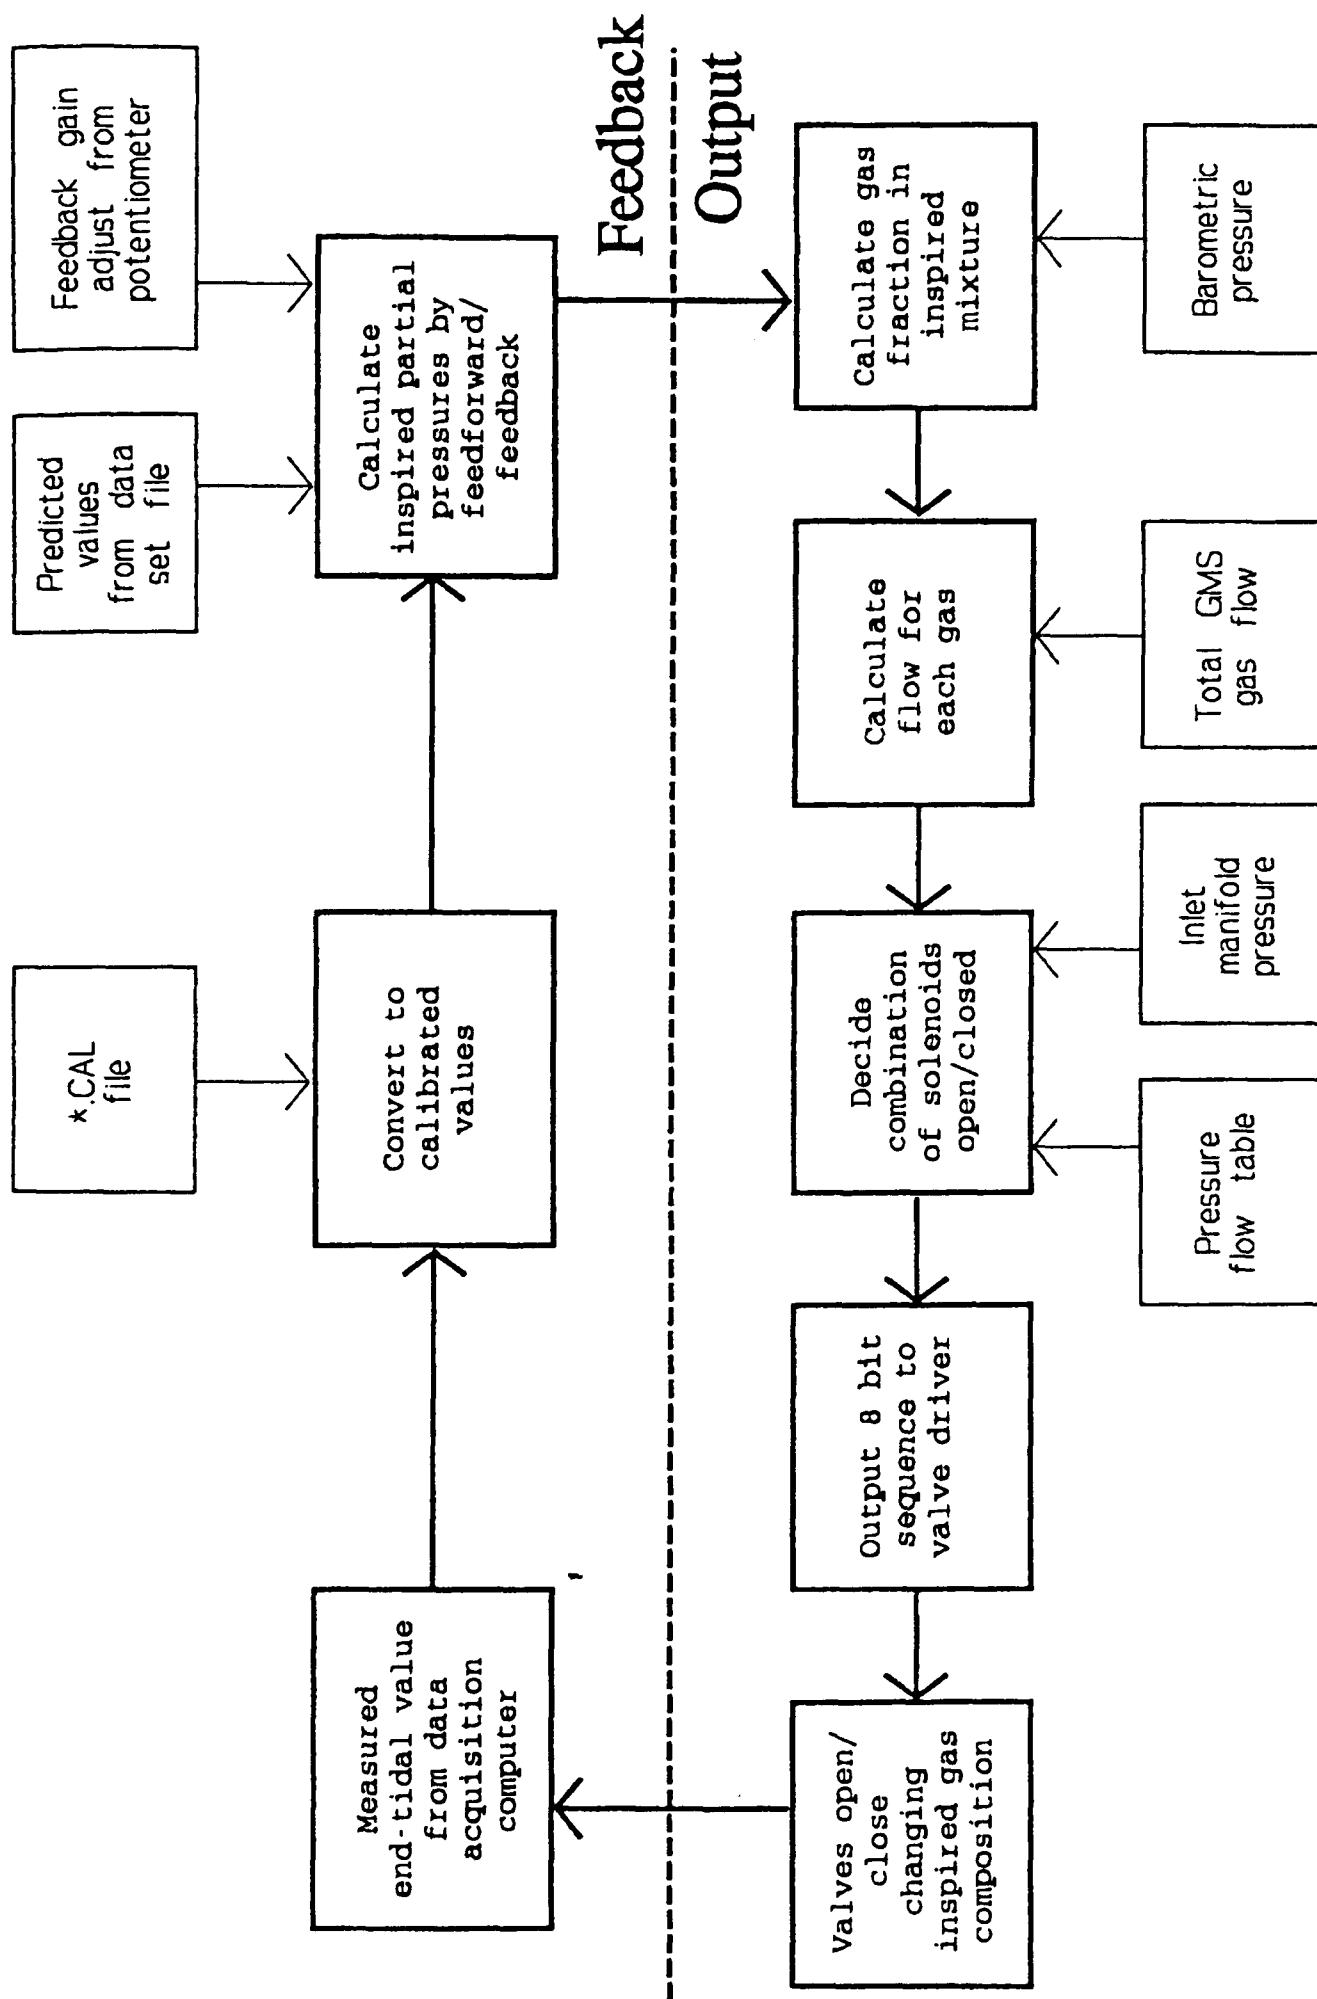 *.CAL
file
Predicted
values
from data
set file
Feedback gain
adjust from
potentiometer
Measured
end-tidal value
from data
acquisition
computer
Convert to
calibrated
values
Calculate
inspired partial
pressures by
feedforward/
feedback
Feedback
Output
Valves open/
close
changing
inspired gas
composition
Output 8 bit
sequence to
valve driver
Decide
combination
of solenoids
open/closed
Calculate
flow for
each gas
Calculate gas
fraction in
inspired
mixture
Pressure
flow table
Inlet
manifold
pressure
Total GMS
gas flow
Barometric
pressure